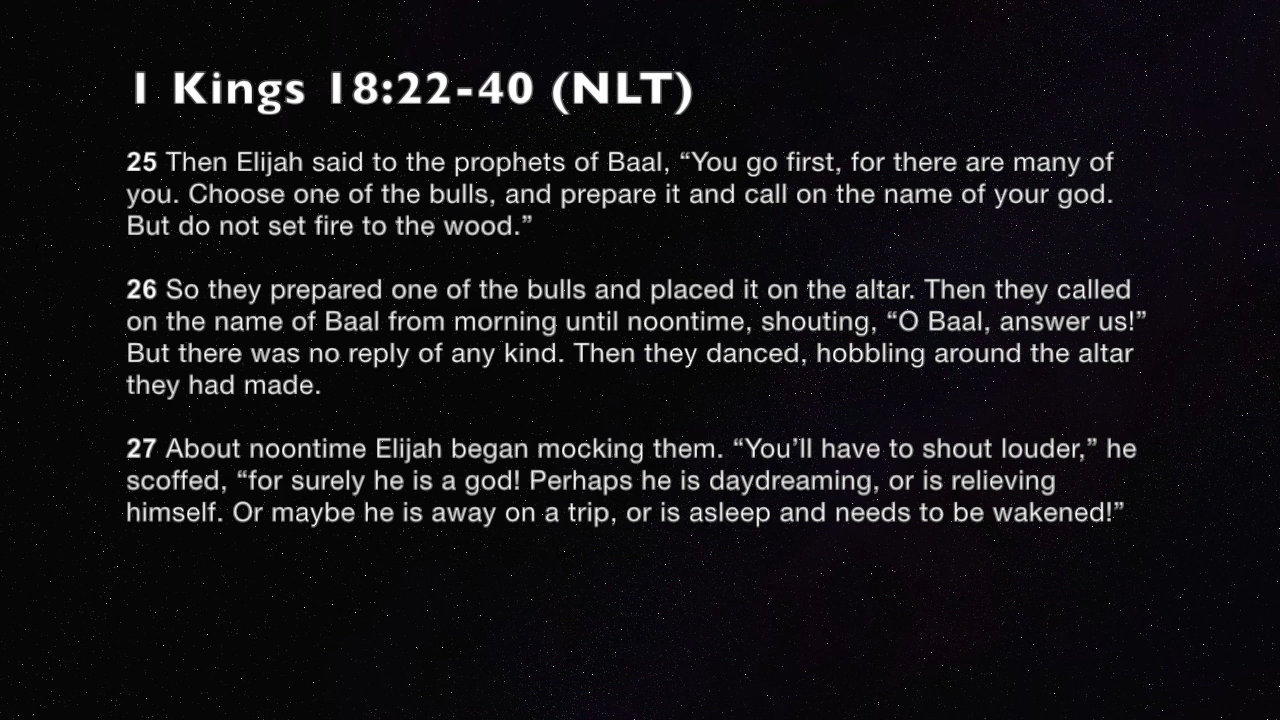 1 Kings 18:22-40 (NLT)
25 Then Elijah said to the prophets of Baal, “You go first, for there are many of
you. Choose one of the bulls, and prepare it and call on the name of your god.
But do not set fire to the wood.”
26 So they prepared one of the bulls and placed it on the altar. Then they called
on the name of Baal from morning until noontime, shouting, “O Baal, answer us!”
But there was no reply of any kind. Then they danced, hobbling around the altar
they had made.
27 About noontime Elijah began mocking them. “You’ll have to shout louder,” he
scoffed, “for surely he is a god! Perhaps he is daydreaming, or is relieving
himself. Or maybe he is away on a trip, or is asleep and needs to be wakened!”